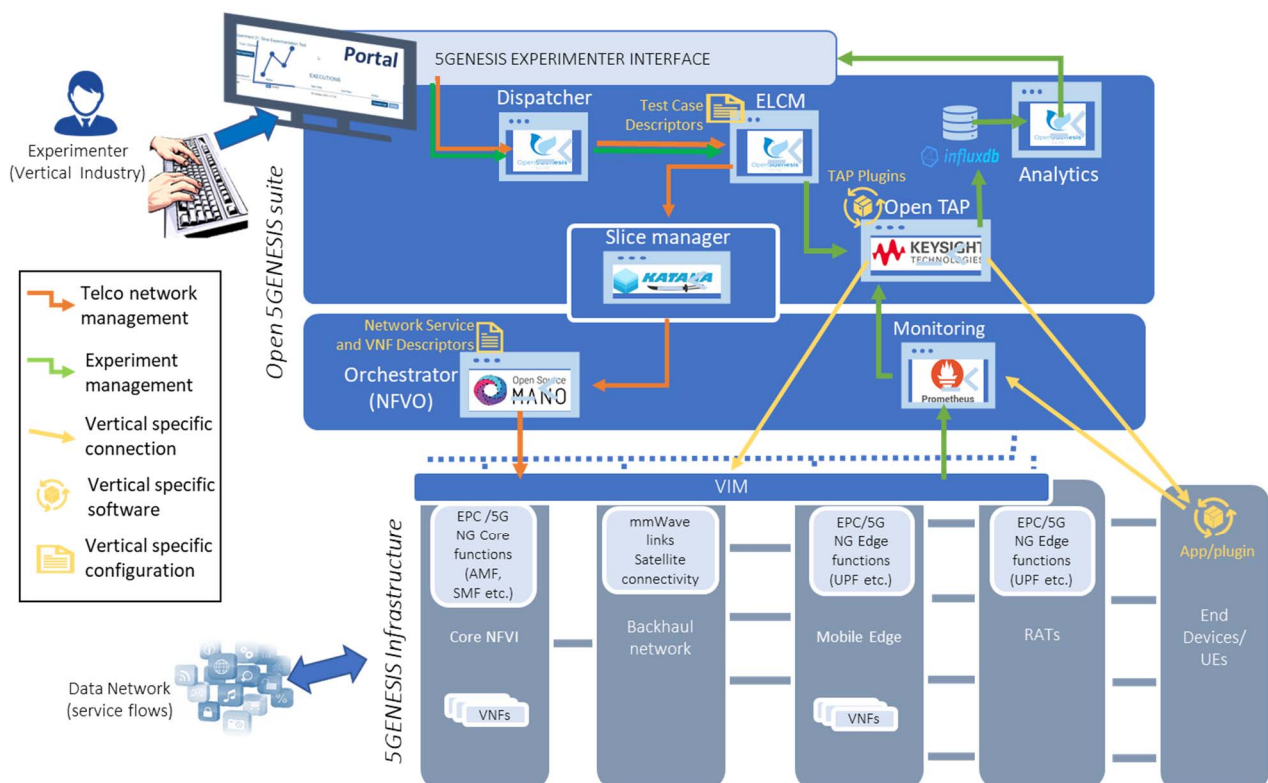 Portal
EXECUTIONS
5GENESIS EXPERIMENTER INTERFACE
Dispatcher
Test Case
Descriptors
ELCM
Experimenter
(Vertical Industry)
influxdb
Analytics
TAP Plugins
Open TAP
KEYSIGHT
TECHNOLOGIES
Open 5GENESIS suite
Slice manager
KATANA
Telco network
management
Experiment
management
Vertical specific
connection
Vertical specific
software
Vertical specific
configuration
Network Service
and VNF Descriptors
Orchestrator
(NFVO)
Open Source
MANO
Monitoring
Prometheus
VIM
5GENESIS Infrastructure
EPC /5G
NG Core
functions
(AMF,
SMF etc.)
Core NFVI
VNFs
mmWave
links
Satellite
connectivity
Backhaul
network
EPC/5G
NG Edge
functions
(UPF etc.)
Mobile Edge
VNFs
EPC/5G
NG Edge
functions
(UPF etc.)
RATs
App/plugin
End
Devices/
UEs
Data Network
(service flows)